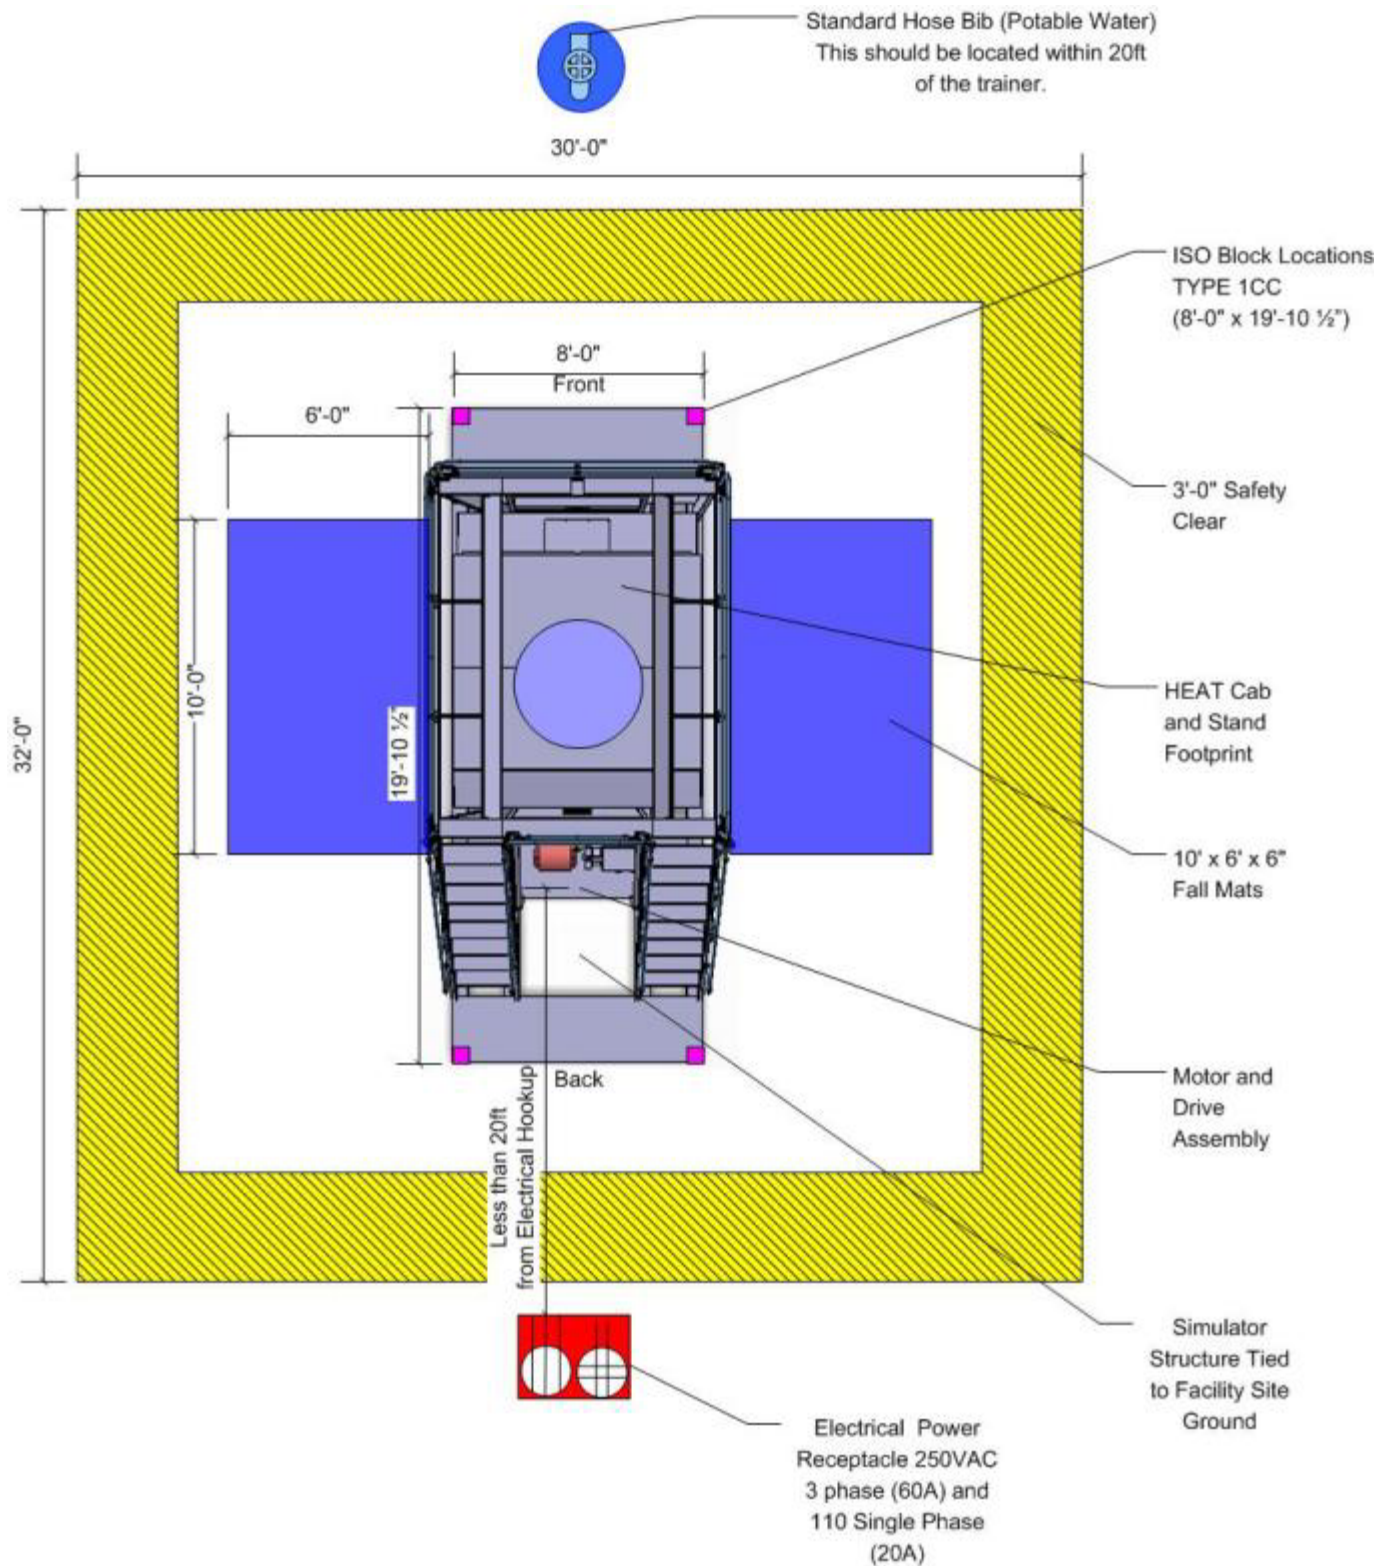 Standard Hose Bib (Potable Water)
This should be located within 20ft
of the trainer.
30'-0"
ISO Block Locations
TYPE 1CC
(8'-0" x 19'-10 ½")
8'-0"
Front
6'-0"
3'-0" Safety
Clear
10'-0"
32'-0"
19'-10 ½"
HEAT Cab
and Stand
Footprint
10' x 6' x 6"
Fall Mats
Back
Motor and
Drive
Assembly
Less than 20ft
from Electrical Hookup
Simulator
Structure Tied
to Facility Site
Ground
Electrical Power
Receptacle 250VAC
3 phase (60A) and
110 Single Phase
(20A)